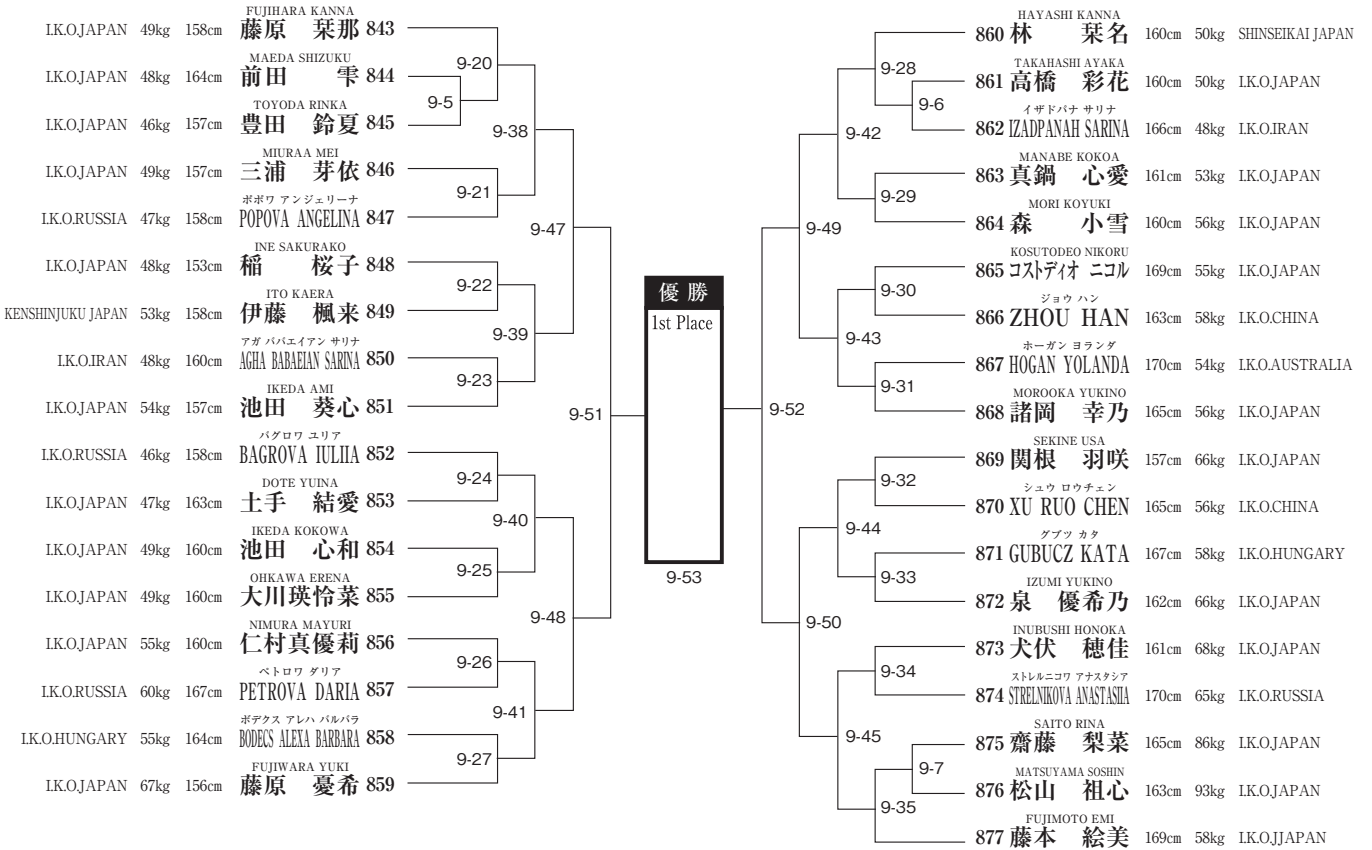 FUJIHARA KANNA
I.K.O.JAPAN 49kg 158cm 藤原 栞那 843
MAEDA SHIZUKU
I.K.O.JAPAN 48kg 164cm 前田 雫 844
TOYODA RINKA
I.K.O.JAPAN 46kg 157cm 豊田 鈴夏 845
MIURAA MEI
I.K.O.JAPAN 49kg 157cm 三浦 芽依 846
ポポワ アンジェリーナ
I.K.O.RUSSIA 47kg 158cm POPOVA ANGELINA 847
INE SAKURAKO
I.K.O.JAPAN 48kg 153cm 稲 桜子 848
ITO KAERA
KENSHINJUKU JAPAN 53kg 158cm 伊藤 楓来 849
アガ ババエイアン サリナ
I.K.O.IRAN 48kg 160cm AGHA BABAEIAN SARINA 850
IKEDA AMI
I.K.O.JAPAN 54kg 157cm 池田 葵心 851
バグロワ ユリア
I.K.O.RUSSIA 46kg 158cm BAGROVA IULIIA 852
DOTE YUINA
I.K.O.JAPAN 47kg 163cm 土手 結愛 853
IKEDA KOKOWA
I.K.O.JAPAN 49kg 160cm 池田 心和 854
OHKAWA ERENA
I.K.O.JAPAN 49kg 160cm 大川瑛怜菜 855
NIMURA MAYURI
I.K.O.JAPAN 55kg 160cm 仁村真優莉 856
ペトロワ ダリア
I.K.O.RUSSIA 60kg 167cm PETROVA DARIA 857
ボデクス アレハ バルバラ
I.K.O.HUNGARY 55kg 164cm BODECS ALEXA BARBARA 858
FUJIWARA YUKI
I.K.O.JAPAN 67kg 156cm 藤原 憂希 859
9-5
9-20
9-21
9-22
9-23
9-24
9-25
9-26
9-27
9-38
9-39
9-40
9-41
9-47
9-48
9-51
優勝
1st Place
9-53
9-52
9-49
9-50
9-42
9-43
9-44
9-45
9-28
9-6
9-29
9-30
9-31
9-32
9-33
9-34
9-7
9-35
HAYASHI KANNA
860 林 栞名 160cm 50kg SHINSEIKAI JAPAN
TAKAHASHI AYAKA
861 高橋 彩花 160cm 50kg I.K.O.JAPAN
イザドパナ サリナ
862 IZADPANAH SARINA 166cm 48kg I.K.O.IRAN
MANABE KOKOA
863 真鍋 心愛 161cm 53kg I.K.O.JAPAN
MORI KOYUKI
864 森 小雪 160cm 56kg I.K.O.JAPAN
KOSUTODEO NIKORU
865 コストディオ ニコル 169cm 55kg I.K.O.JAPAN
ジョウ ハン
866 ZHOU HAN 163cm 58kg I.K.O.CHINA
ホーガン ヨランダ
867 HOGAN YOLANDA 170cm 54kg I.K.O.AUSTRALIA
MOROOKA YUKINO
868 諸岡 幸乃 165cm 56kg I.K.O.JAPAN
SEKINE USA
869 関根 羽咲 157cm 66kg I.K.O.JAPAN
シュウ ロウチェン
870 XU RUO CHEN 165cm 56kg I.K.O.CHINA
グブツ カタ
871 GUBUCZ KATA 167cm 58kg I.K.O.HUNGARY
IZUMI YUKINO
872 泉 優希乃 162cm 66kg I.K.O.JAPAN
INUBUSHI HONOKA
873 犬伏 穂佳 161cm 68kg I.K.O.JAPAN
ストレルニコワ アナスタシア
874 STRELNIKOVA ANASTASIIA 170cm 65kg I.K.O.RUSSIA
SAITO RINA
875 齋藤 梨菜 165cm 86kg I.K.O.JAPAN
MATSUYAMA SOSHIN
876 松山 祖心 163cm 93kg I.K.O.JAPAN
FUJIMOTO EMI
877 藤本 絵美 169cm 58kg I.K.O.JJAPAN